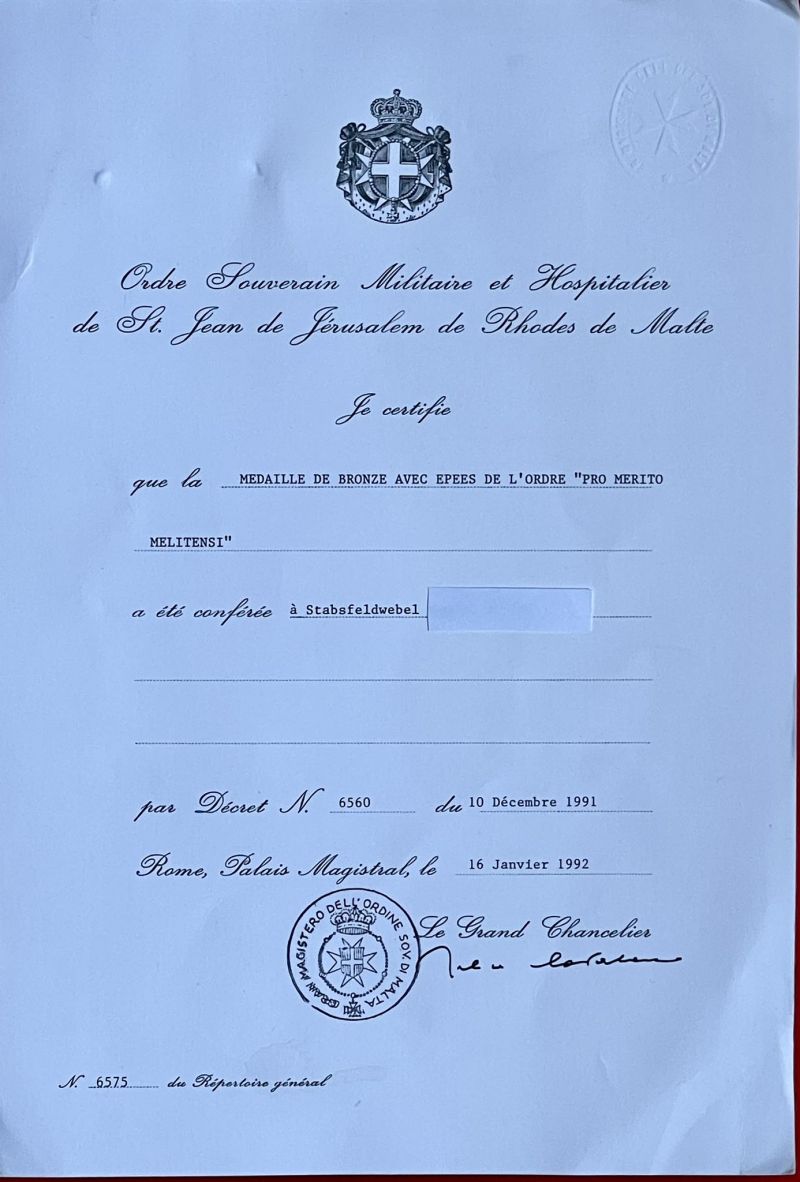 Ordre Souverain Militaire et Hospitalier
de St. Jean de Jérusalem de Rhodes de Malte
Je certifie
que la MEDAILLE DE BRONZE AVEC EPEES DE L'ORDRE "PRO MERITO
MELITENSI"
a été conférée à Stabsfeldwebel
par Décret N. 6560 du 10 Décembre 1991
Rome, Palais Magistral, le 16 Janvier 1992
GRAN MAGISTERO DELL'ORDINE SOV. DI MALTA
Le Grand Chancelier
N. 6575 du Répertoire général